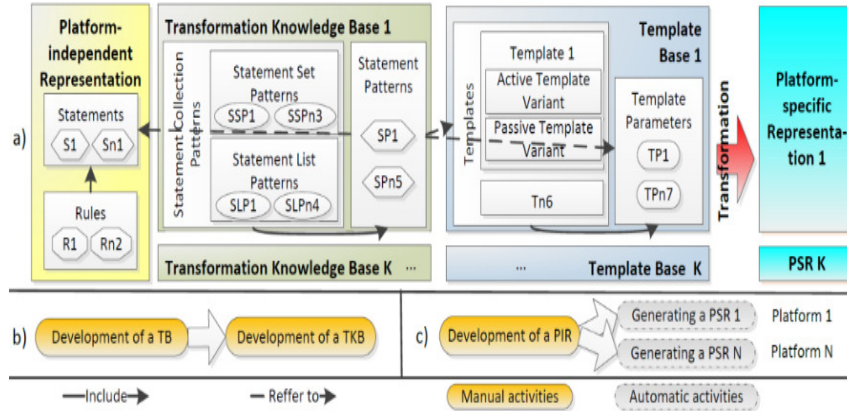 Platform-
independent
Representation
Statements
S1
Sn1
Rules
R1
Rn2
a)
Transformation Knowledge Base 1
Statement Collection
Patterns
Statement Set
Patterns
SSP1
SSPn3
Statement List
Patterns
SLP1
SLPn4
Statement
Patterns
SP1
SPn5
Transformation Knowledge Base K ...
Template
Base 1
Templates
Template 1
Active Template
Variant
Passive Template
Variant
Tn6
Template
Parameters
TP1
TPn7
... Template Base K
Transformation
Platform-
specific
Representa-
tion 1
PSR K
b)
Development of a TB
Development of a TKB
c)
Development of a PIR
Generating a PSR 1
Platform 1
Generating a PSR N
Platform N
Include
Reffer to
Manual activities
Automatic activities